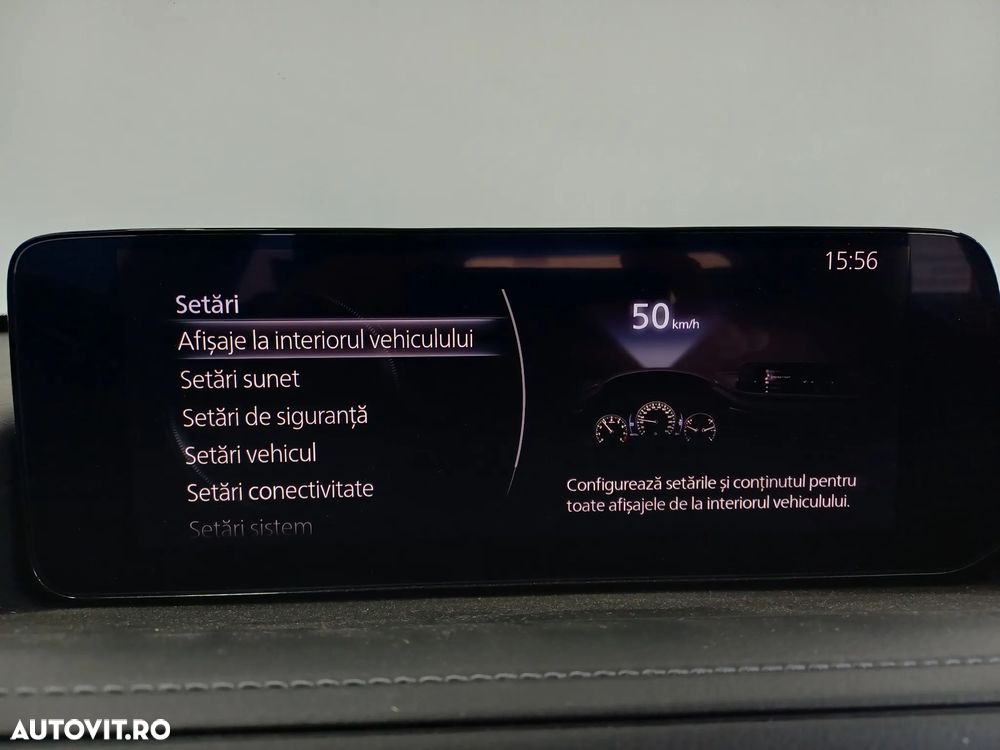 15:56
Setări
Afișaje la interiorul vehiculului
Setări sunet
Setări de siguranță
Setări vehicul
Setări conectivitate
Setări sistem
50 km/h
Configurează setările și conținutul pentru
toate afișajele de la interiorul vehiculului.
AUTOVIT.RO